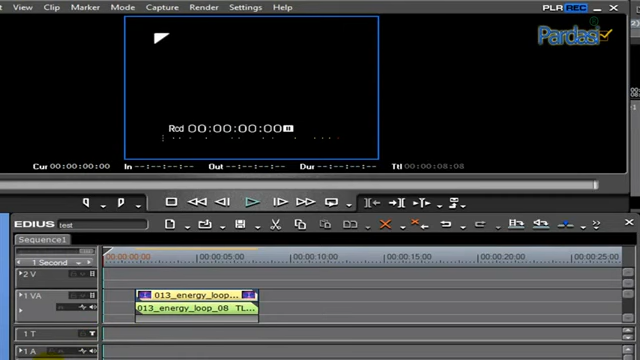 View Clip Marker Mode Capture Render Settings Help
PLR REC
Pardasi
Rcd 00:00:00:00
Cur 00:00:00:00 In --:--:--:-- Out --:--:--:-- Dur --:--:--:-- Ttl 00:00:08:08
EDIUS test
Sequence1
1 Second
00:00:00:00 00:00:05:00 00:00:10:00 00:00:15:00 00:00:20:00 00:00:25:00
2 V
1 VA
013_energy_loop...
013_energy_loop_08 TL...
1 T
1 A